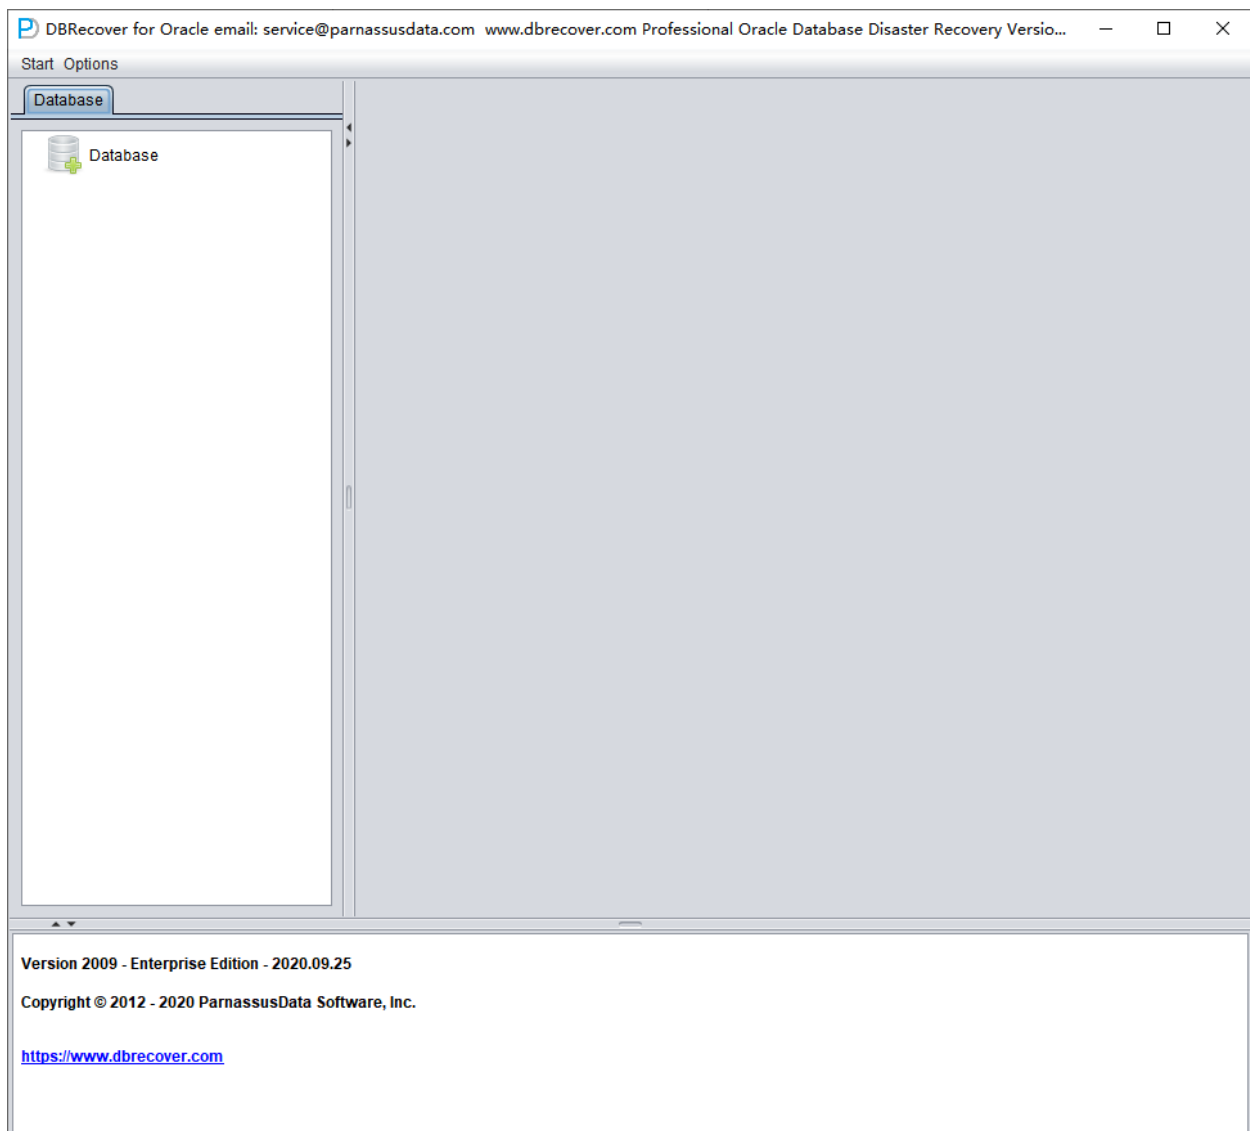 DBRecover for Oracle email: service@parnassusdata.com  www.dbrecover.com Professional Oracle Database Disaster Recovery Versio...
Start Options
Database
Database
Version 2009 - Enterprise Edition - 2020.09.25
Copyright © 2012 - 2020 ParnassusData Software, Inc.
https://www.dbrecover.com